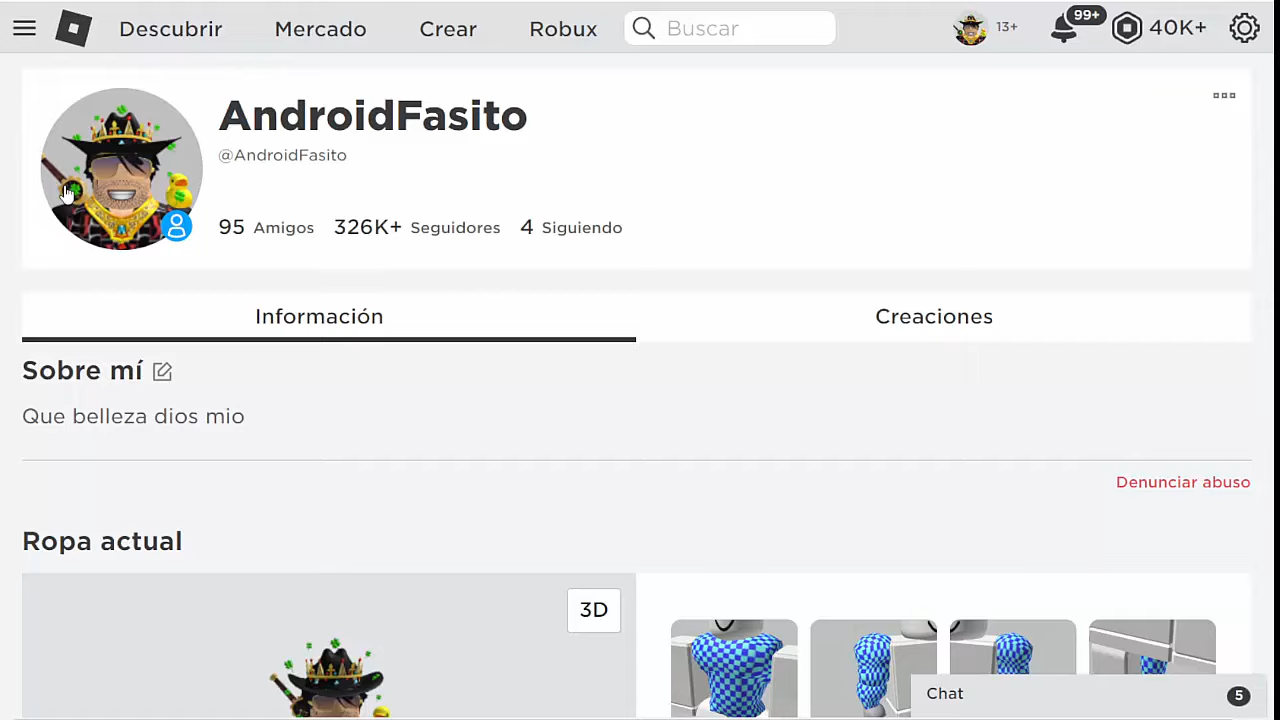 Descubrir Mercado Crear Robux Buscar 13+ 99+ 40K+
AndroidFasito
@AndroidFasito
95 Amigos 326K+ Seguidores 4 Siguiendo
Información Creaciones
Sobre mí
Que belleza dios mio
Denunciar abuso
Ropa actual
3D
Chat 5